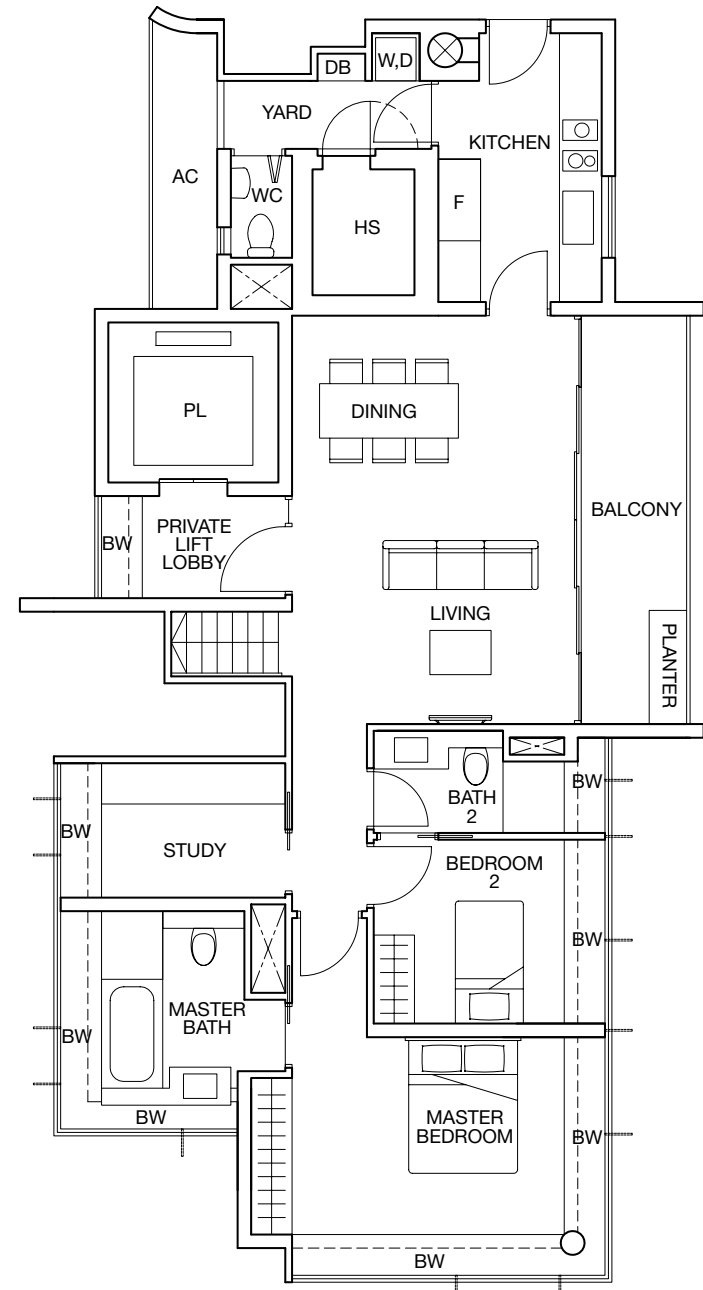 DB
W,D
YARD
KITCHEN
AC
WC
HS
F
PL
DINING
BALCONY
BW
PRIVATE
LIFT
LOBBY
LIVING
PLANTER
BW
BATH
2
BW
STUDY
BEDROOM
2
BW
MASTER
BATH
BW
BW
MASTER
BEDROOM
BW
BW